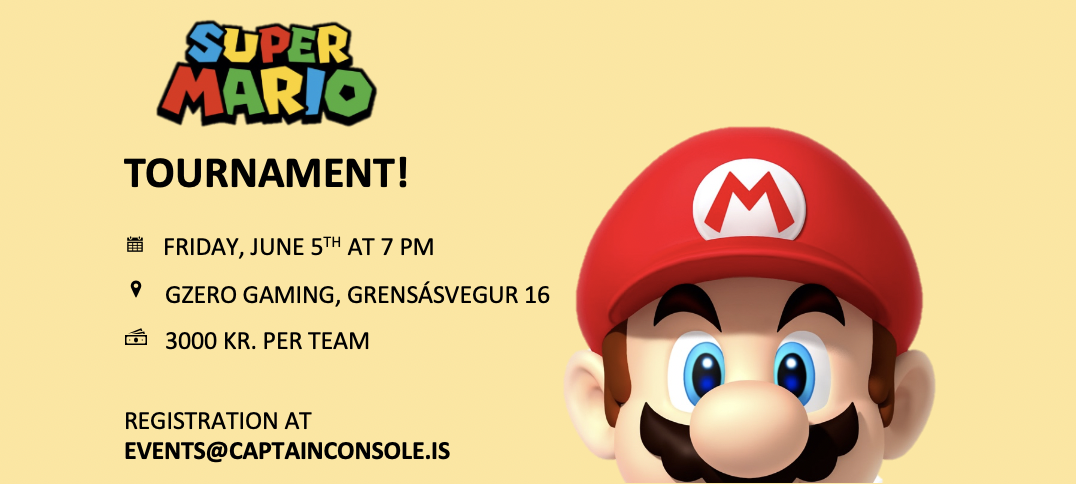 SUPER
MARIO
TOURNAMENT!
FRIDAY, JUNE 5TH AT 7 PM
GZERO GAMING, GRENSÁSVEGUR 16
3000 KR. PER TEAM
REGISTRATION AT
EVENTS@CAPTAINCONSOLE.IS
M